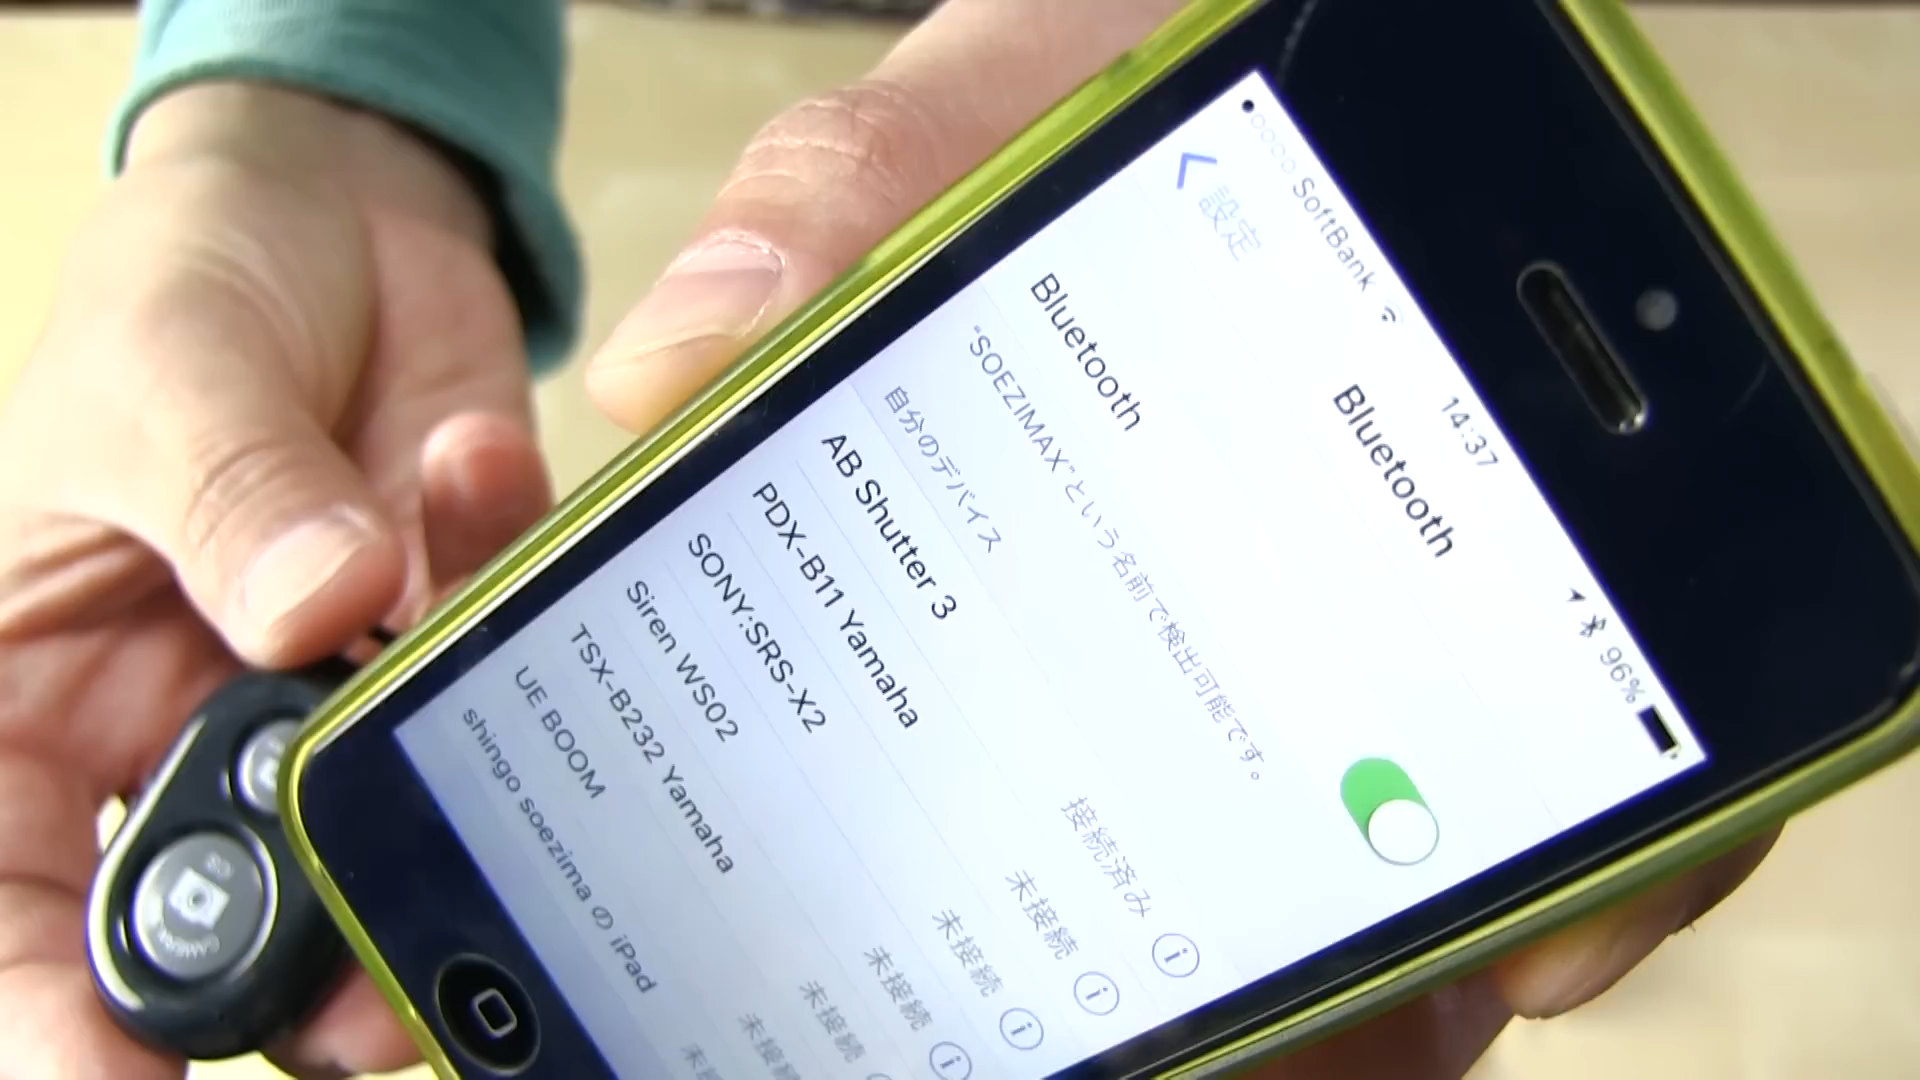 SoftBank 14:37 96%
設定 Bluetooth
Bluetooth
"SOEZIMAX"という名前で検出可能です。
自分のデバイス
AB Shutter 3 接続済み
PDX-B11 Yamaha 未接続
SONY:SRS-X2 未接続
Siren WS02 未接続
TSX-B232 Yamaha 未接続
UE BOOM 未接続
shingo soezima の iPad